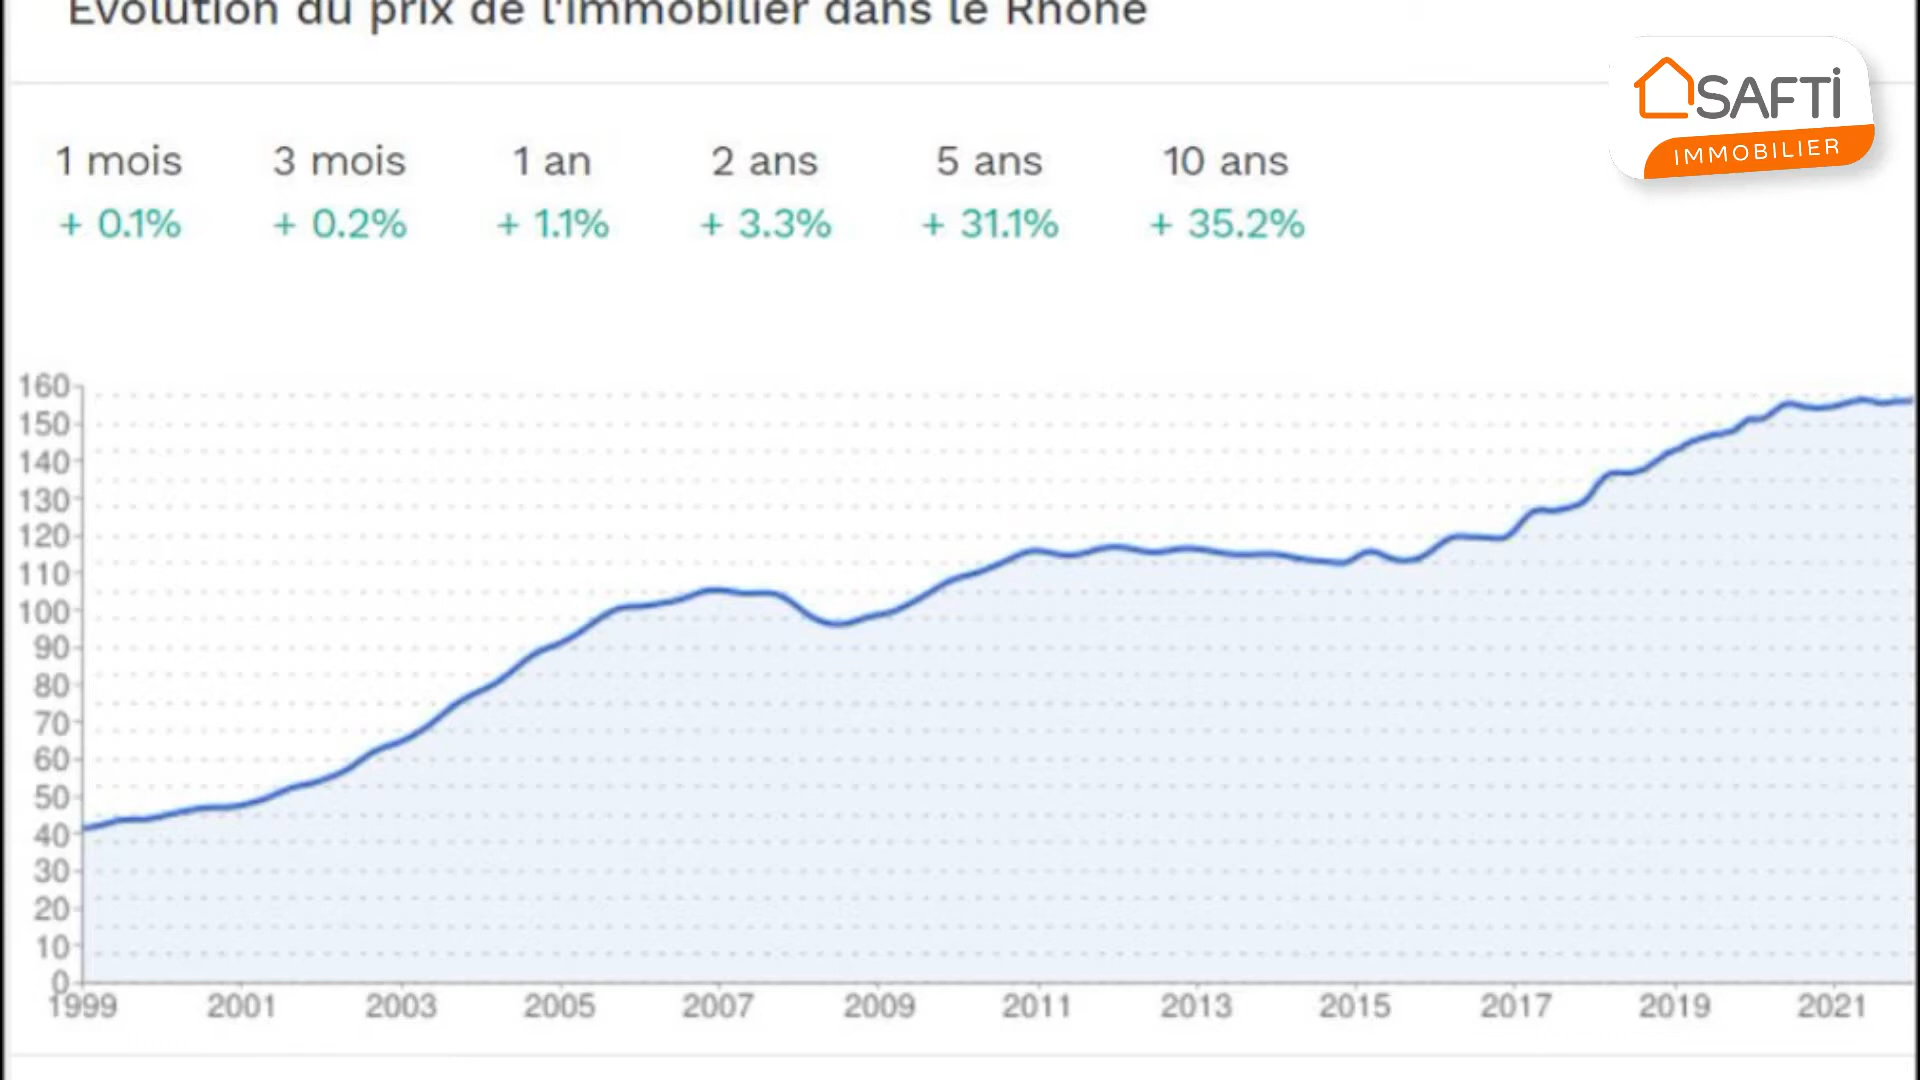 Evolution du prix de l'immobilier dans le Rhône
SAFTi
IMMOBILIER
1 mois 3 mois 1 an 2 ans 5 ans 10 ans
+ 0.1% + 0.2% + 1.1% + 3.3% + 31.1% + 35.2%
160
150
140
130
120
110
100
90
80
70
60
50
40
30
20
10
0
1999 2001 2003 2005 2007 2009 2011 2013 2015 2017 2019 2021